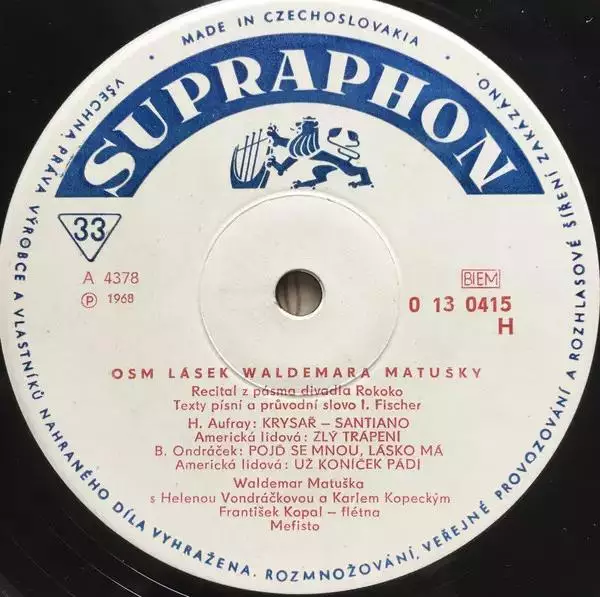 • MADE IN CZECHOSLOVAKIA •
SUPRAPHON
33
A 4378
Ⓟ 1968
BIEM
0 13 0415
H
OSM LÁSEK WALDEMARA MATUŠKY
Recital z pásma divadla Rokoko
Texty písní a průvodní slovo I. Fischer
H. Aufray: KRYSAŘ – SANTIANO
Americká lidová: ZLÝ TRÁPENÍ
B. Ondráček: POJĎ SE MNOU, LÁSKO MÁ
Americká lidová: UŽ KONÍČEK PÁDÍ
Waldemar Matuška
s Helenou Vondráčkovou a Karlem Kopeckým
František Kopal – flétna
Mefisto
VŠECHNA PRÁVA VÝROBCE A VLASTNÍKŮ NAHRANÉHO DÍLA VYHRAŽENA. ROZMNOŽOVÁNÍ, VEŘEJNÉ PROVOZOVÁNÍ A ROZHLASOVÉ ŠÍŘENÍ ZAKÁZÁNO.